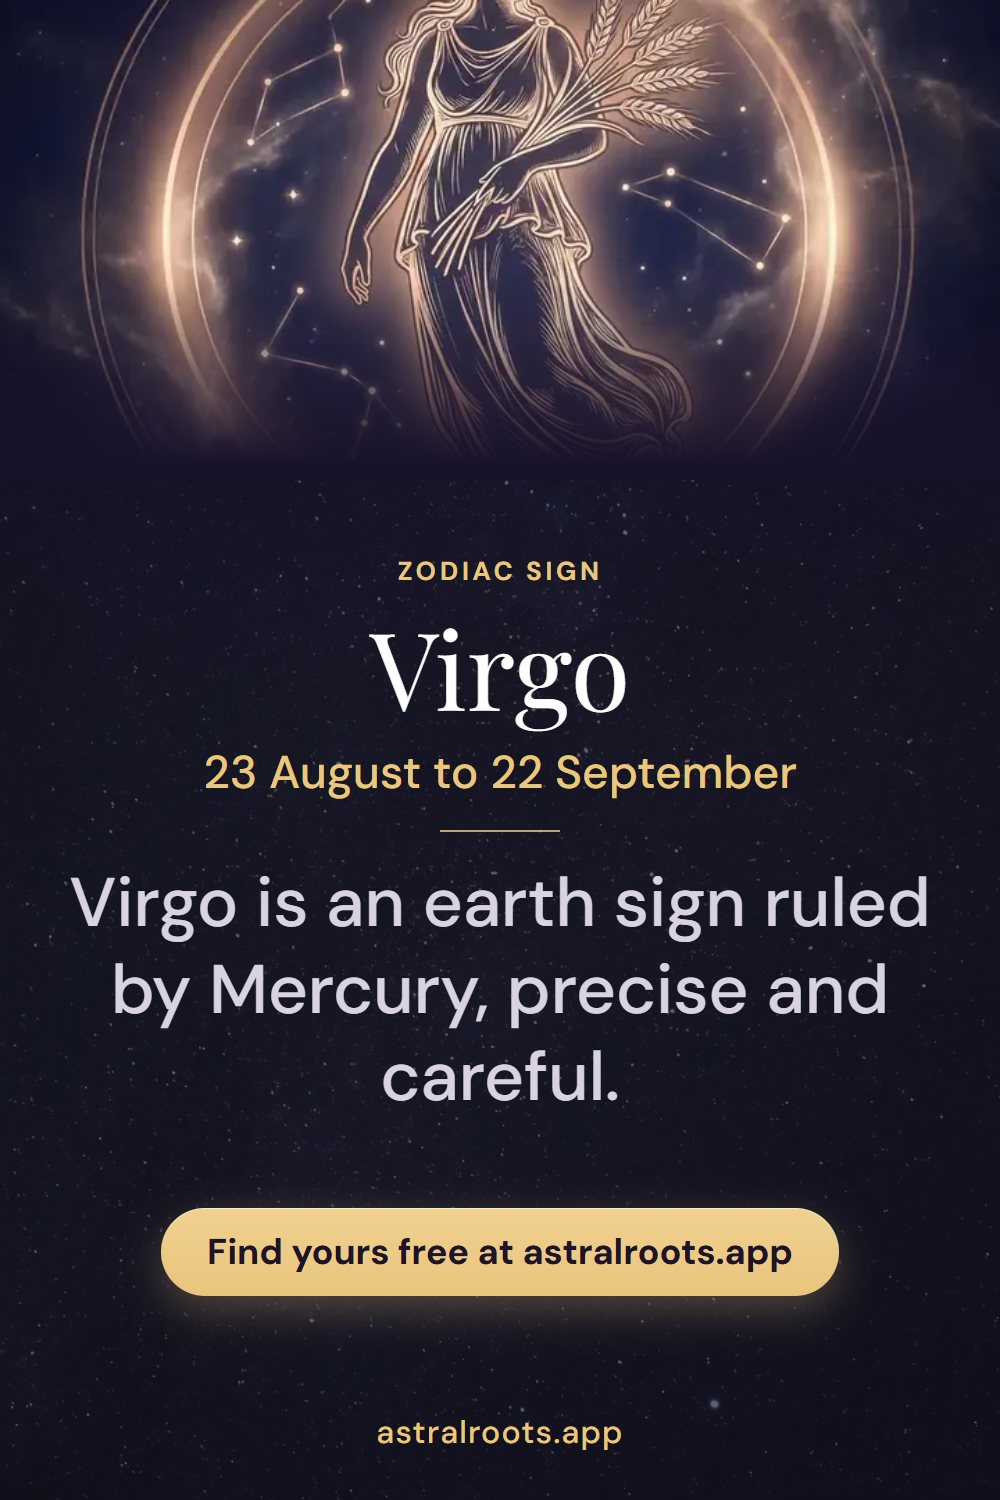 ZODIAC SIGN
Virgo
23 August to 22 September
Virgo is an earth sign ruled
by Mercury, precise and
careful.
Find yours free at astralroots.app
astralroots.app